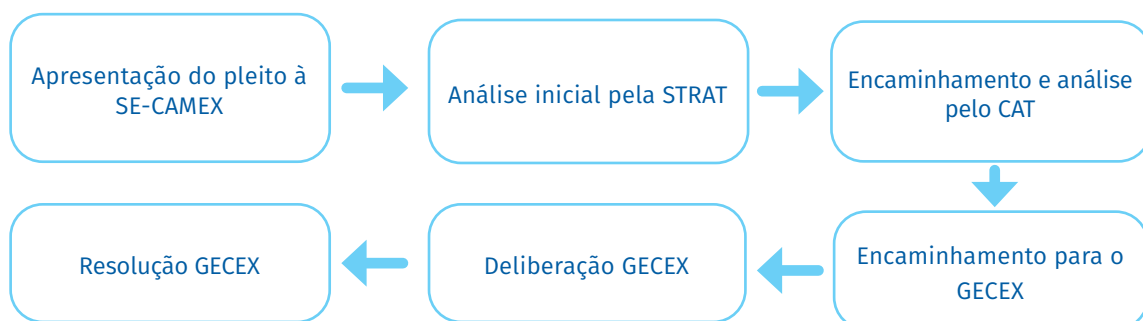 Apresentação do pleito à
SE-CAMEX
Análise inicial pela STRAT
Encaminhamento e análise
pelo CAT
Encaminhamento para o
GECEX
Deliberação GECEX
Resolução GECEX